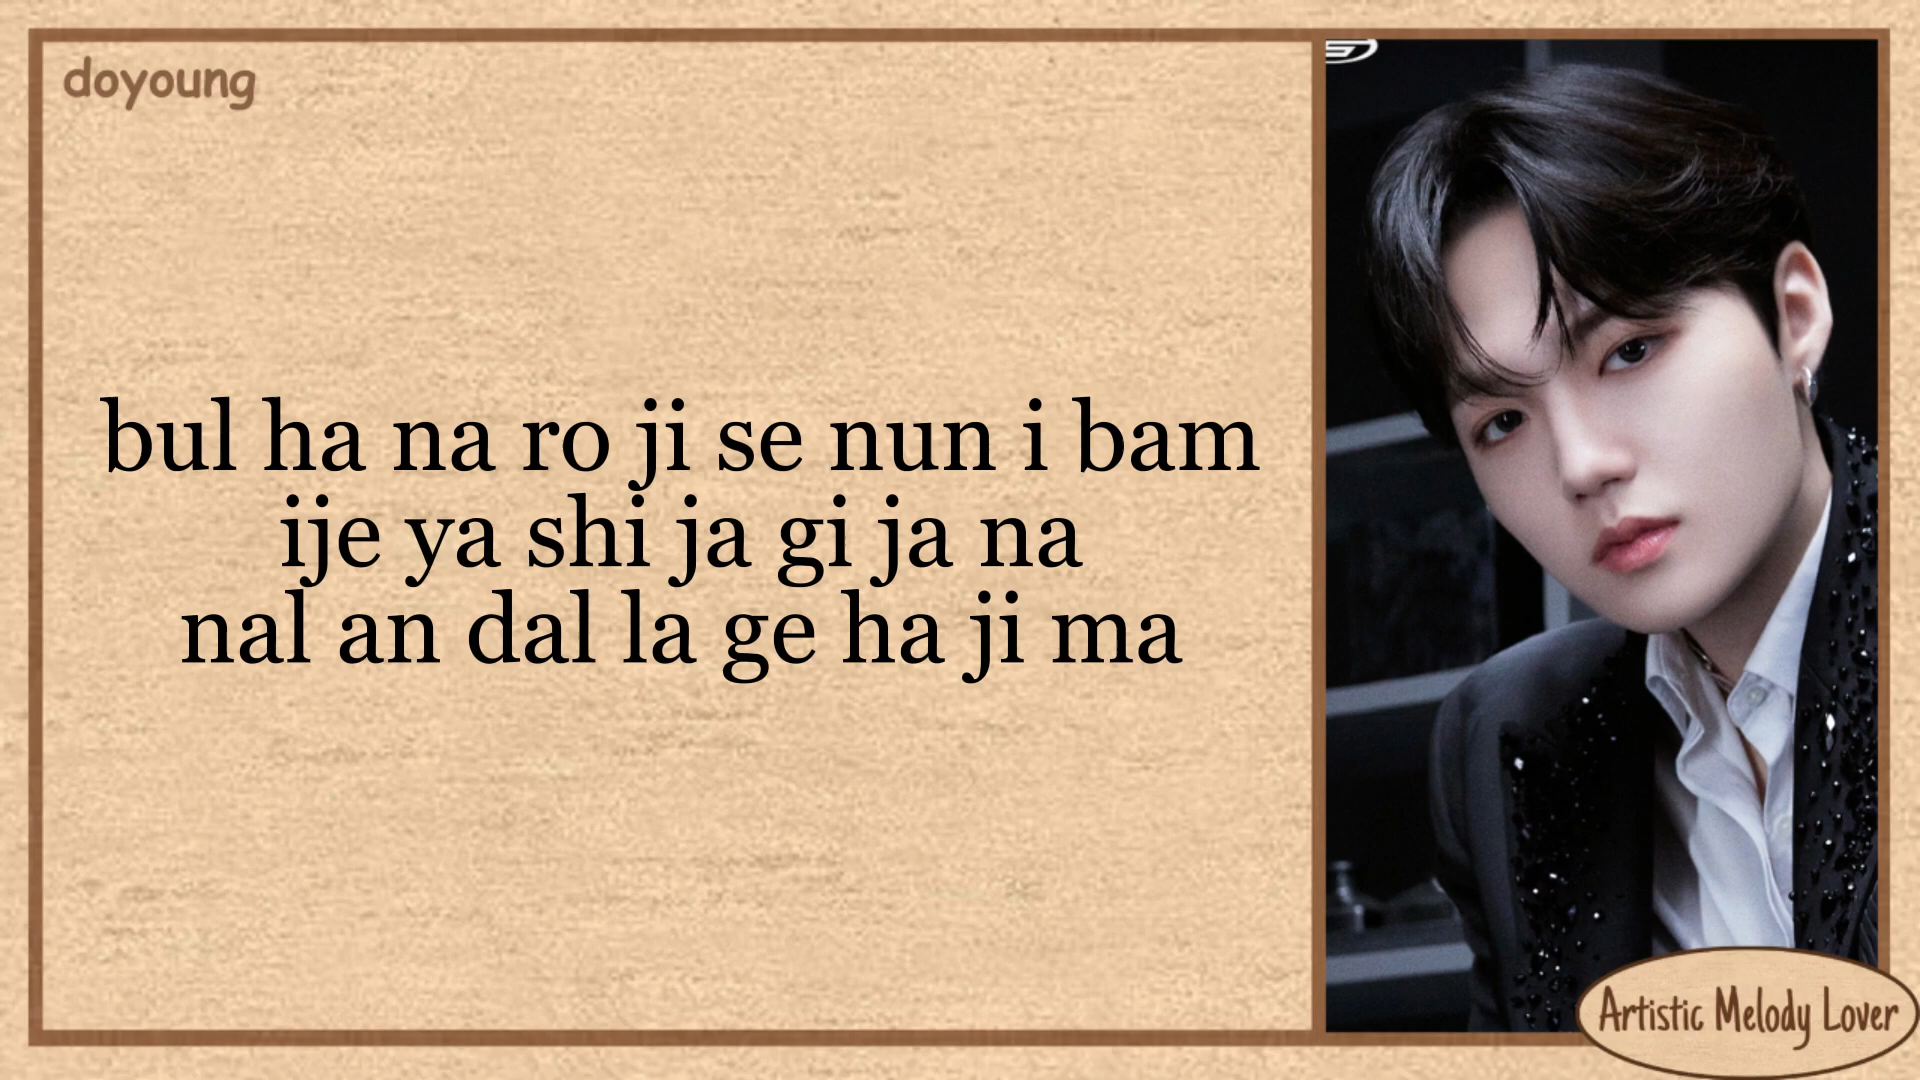 doyoung
bul ha na ro ji se nun i bam
ije ya shi ja gi ja na
nal an dal la ge ha ji ma
Artistic Melody Lover